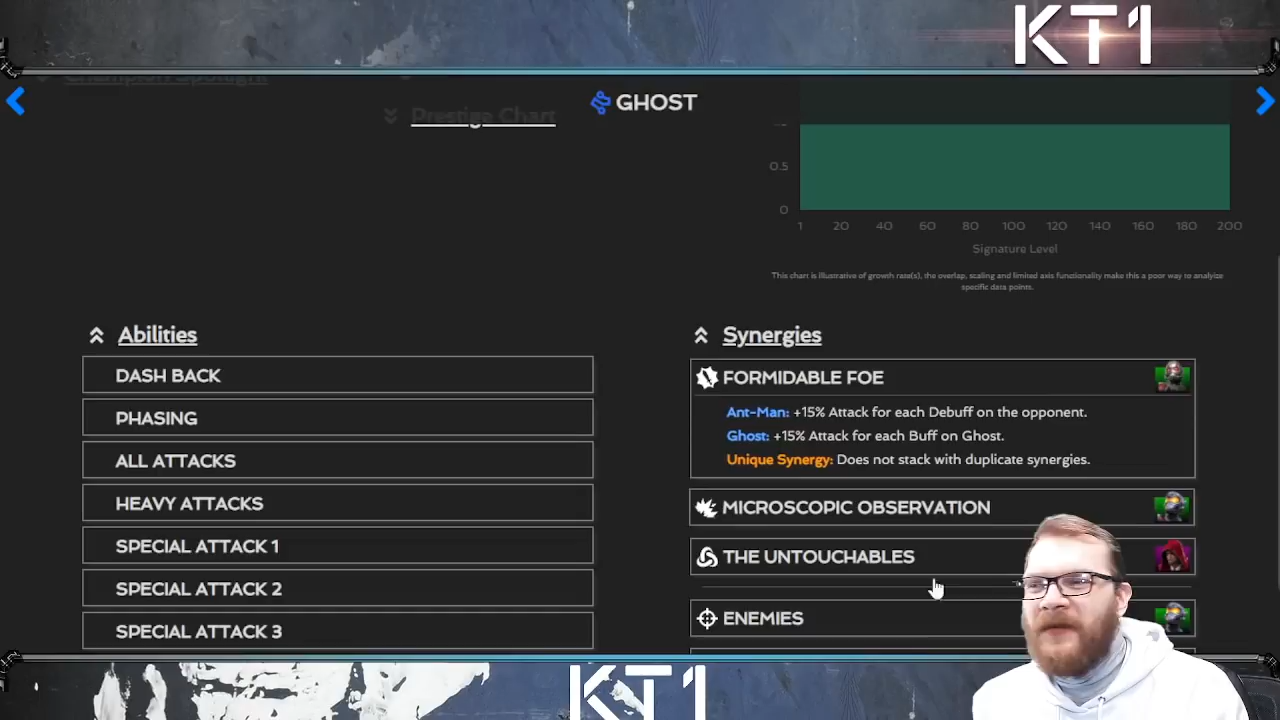 KT1
Champion Spotlight
Prestige Chart
GHOST
0.5
0
1 20 40 60 80 100 120 140 160 180 200
Signature Level
This chart is illustrative of growth rate(s), the overlap, scaling and limited axis functionality make this a poor way to analyize
specific data points.
Abilities
DASH BACK
PHASING
ALL ATTACKS
HEAVY ATTACKS
SPECIAL ATTACK 1
SPECIAL ATTACK 2
SPECIAL ATTACK 3
Synergies
FORMIDABLE FOE
Ant-Man: +15% Attack for each Debuff on the opponent.
Ghost: +15% Attack for each Buff on Ghost.
Unique Synergy: Does not stack with duplicate synergies.
MICROSCOPIC OBSERVATION
THE UNTOUCHABLES
ENEMIES
KT1